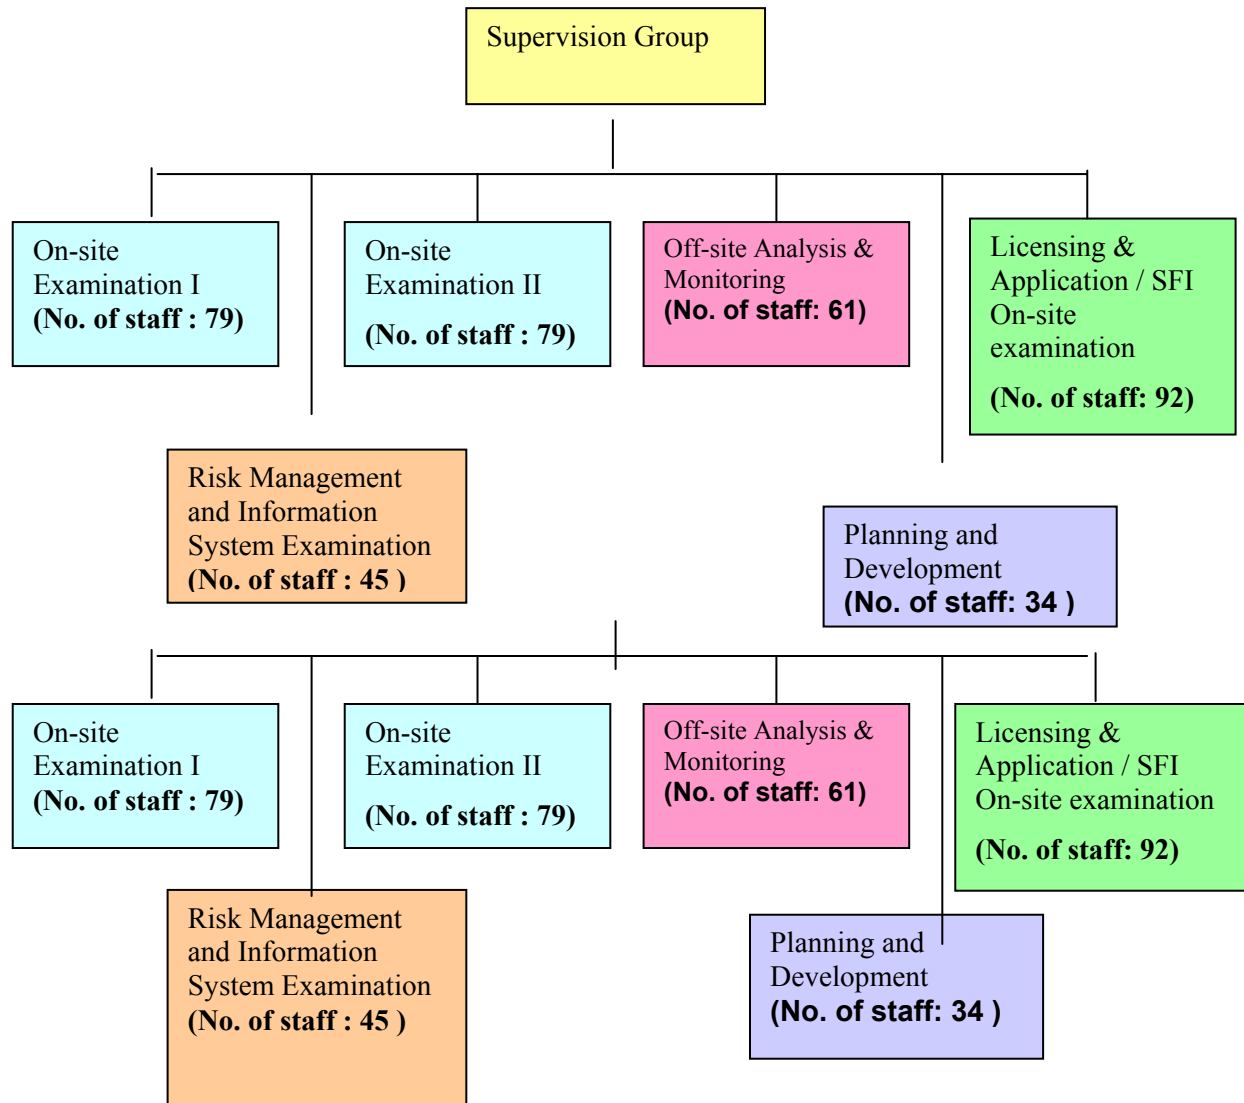 Supervision Group
On-site
Examination I
(No. of staff : 79)
On-site
Examination II
(No. of staff : 79)
Off-site Analysis &
Monitoring
(No. of staff: 61)
Licensing &
Application / SFI
On-site
examination
(No. of staff: 92)
Risk Management
and Information
System Examination
(No. of staff : 45 )
Planning and
Development
(No. of staff: 34 )
On-site
Examination I
(No. of staff : 79)
On-site
Examination II
(No. of staff : 79)
Off-site Analysis &
Monitoring
(No. of staff: 61)
Licensing &
Application / SFI
On-site examination
(No. of staff: 92)
Risk Management
and Information
System Examination
(No. of staff : 45 )
Planning and
Development
(No. of staff: 34 )